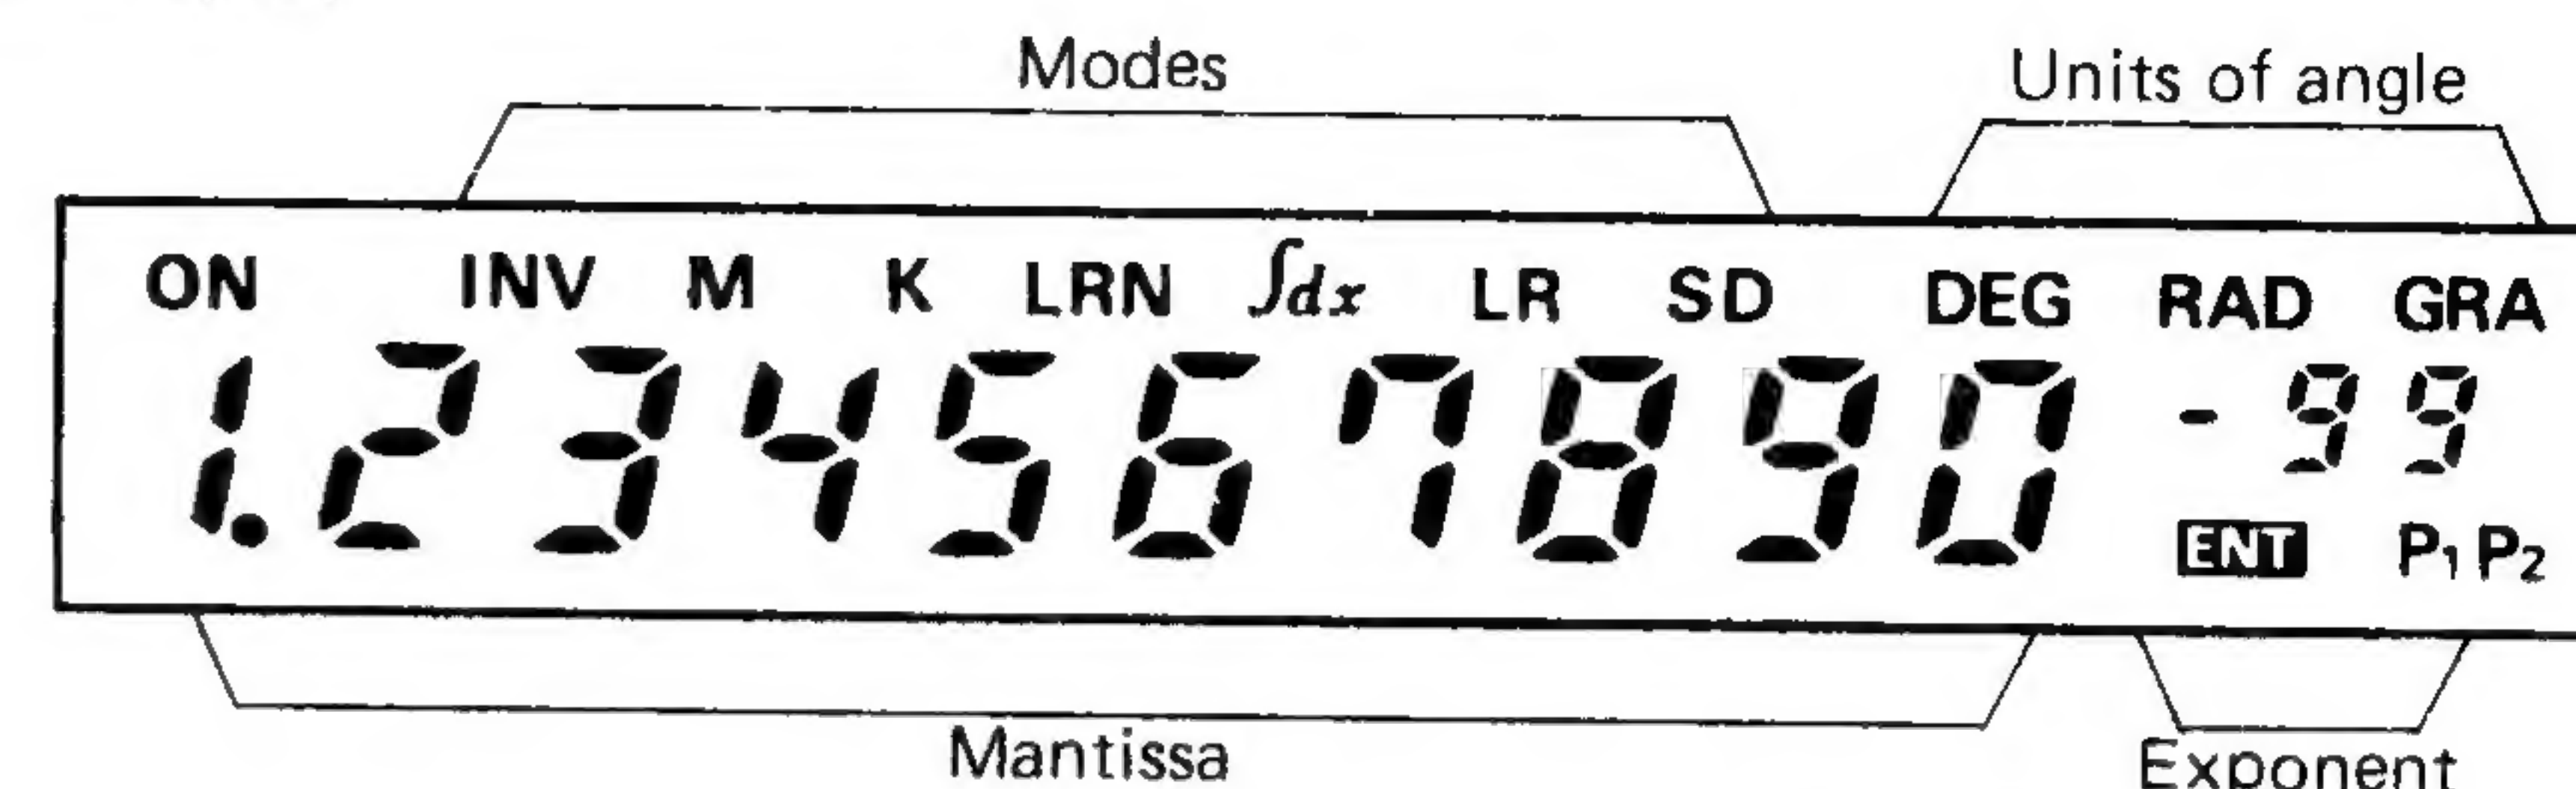 Modes Units of angle
ON INV M K LRN ∫dx LR SD DEG RAD GRA
1.234567890 - 99
ENT P₁ P₂
Mantissa Exponent